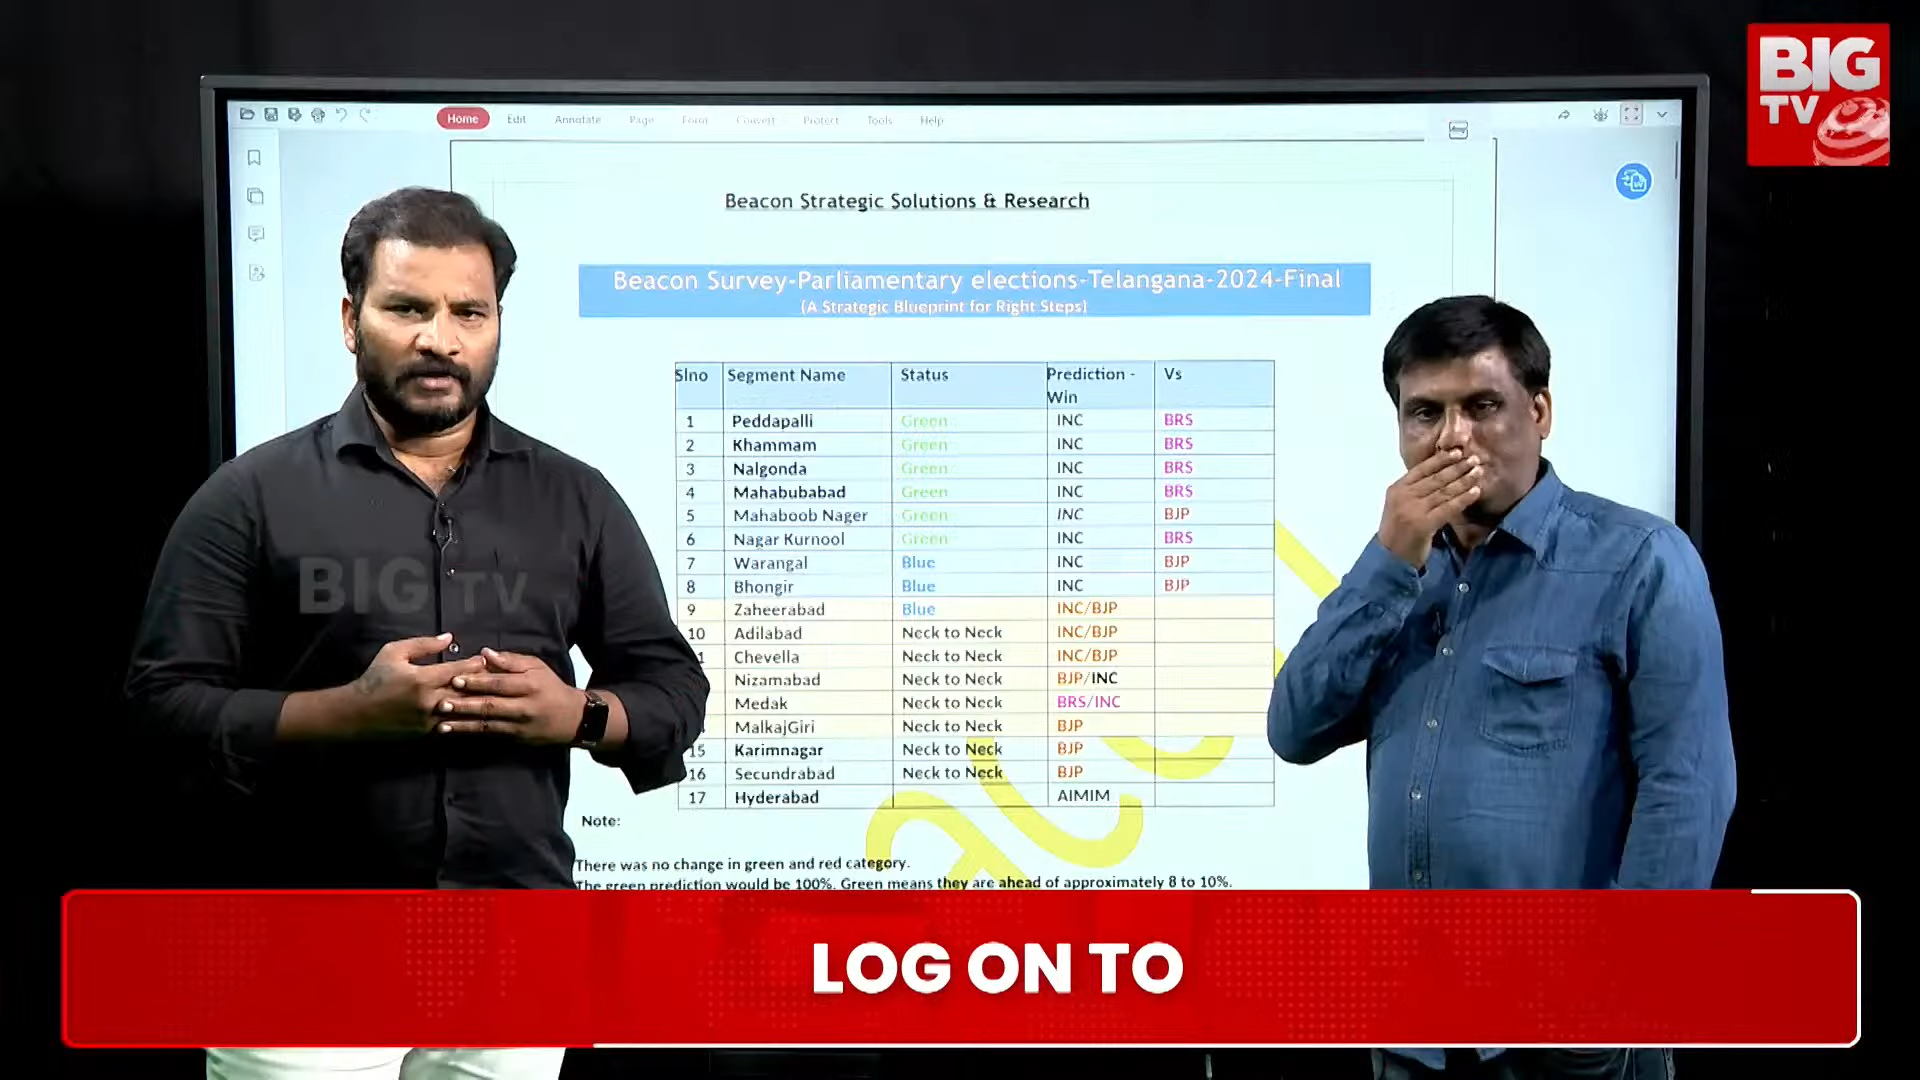 BIG
TV
Home Edit Annotate Page Form Convert Protect Tools Help
Beacon Strategic Solutions & Research
Beacon Survey-Parliamentary elections-Telangana-2024-Final
(A Strategic Blueprint for Right Steps)
Slno Segment Name Status Prediction - Win Vs
1 Peddapalli Green INC BRS
2 Khammam Green INC BRS
3 Nalgonda Green INC BRS
4 Mahabubabad Green INC BRS
5 Mahaboob Nager Green INC BJP
6 Nagar Kurnool Green INC BRS
7 Warangal Blue INC BJP
8 Bhongir Blue INC BJP
9 Zaheerabad Blue INC/BJP
10 Adilabad Neck to Neck INC/BJP
1 Chevella Neck to Neck INC/BJP
Nizamabad Neck to Neck BJP/INC
Medak Neck to Neck BRS/INC
MalkajGiri Neck to Neck BJP
15 Karimnagar Neck to Neck BJP
16 Secundrabad Neck to Neck BJP
17 Hyderabad AIMIM
Note:
There was no change in green and red category.
The green prediction would be 100%. Green means they are ahead of approximately 8 to 10%.
BIG TV
LOG ON TO